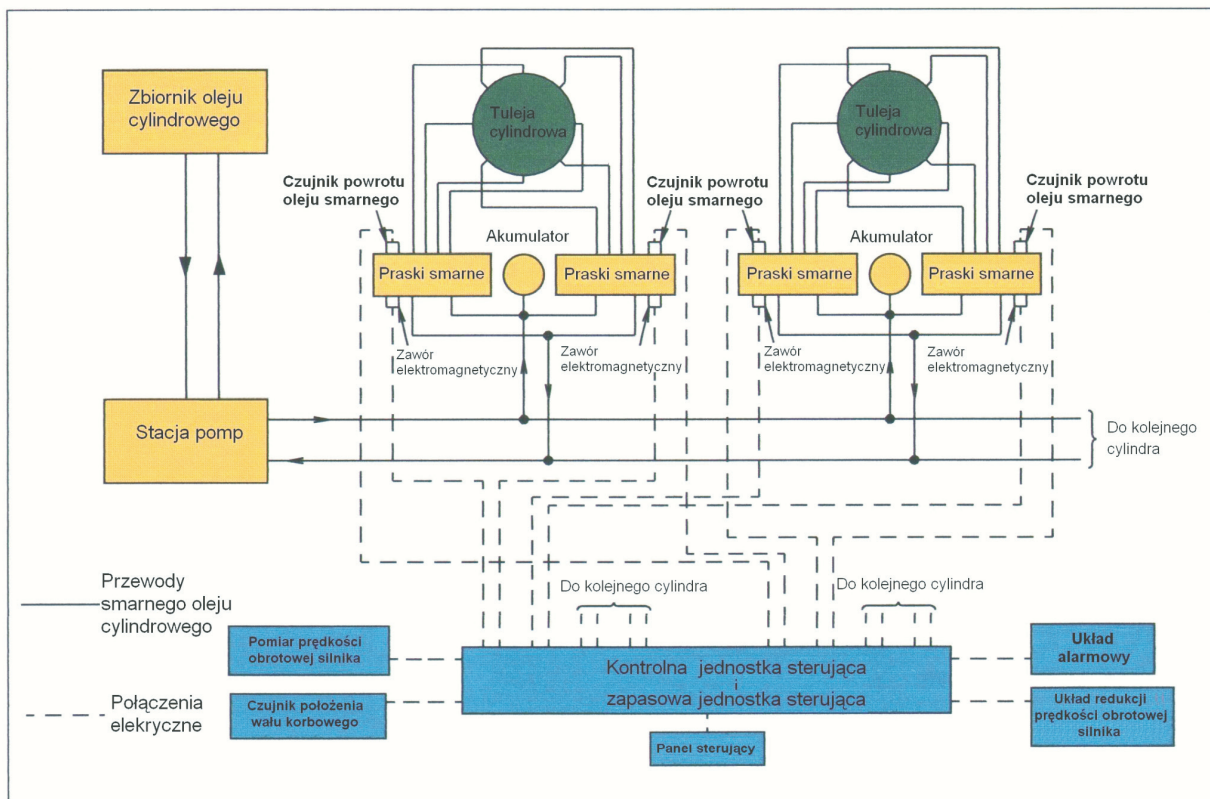 Zbiornik oleju
cylindrowego
Tuleja
cylindrowa
Tuleja
cylindrowa
Czujnik powrotu
oleju smarnego
Czujnik powrotu
oleju smarnego
Czujnik powrotu
oleju smarnego
Akumulator
Akumulator
Praski smarne
Praski smarne
Praski smarne
Praski smarne
Zawór
elektromagnetyczny
Zawór
elektromagnetyczny
Zawór
elektromagnetyczny
Zawór
elektromagnetyczny
Stacja pomp
Do kolejnego
cylindra
Przewody
smarnego oleju
cylindrowego
Do kolejnego cylindra
Do kolejnego cylindra
Pomiar prędkości
obrotowej silnika
Kontrolna jednostka sterująca
i
zapasowa jednostka sterująca
Układ
alarmowy
Połączenia
elekryczne
Czujnik położenia
wału korbowego
Układ redukcji
prędkości obrotowej
silnika
Panel sterujący